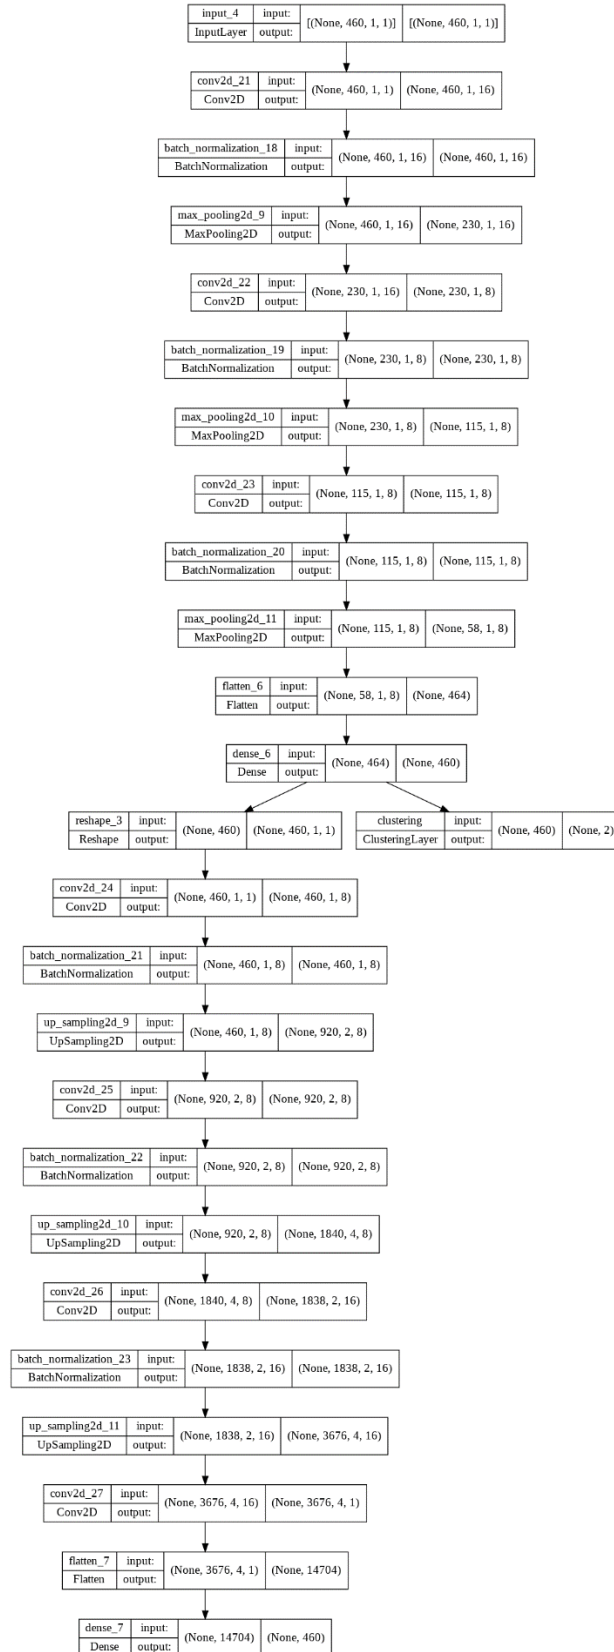 input_4 input: [(None, 460, 1, 1)] [(None, 460, 1, 1)]
InputLayer output:
conv2d_21 input: (None, 460, 1, 1) (None, 460, 1, 16)
Conv2D output:
batch_normalization_18 input: (None, 460, 1, 16) (None, 460, 1, 16)
BatchNormalization output:
max_pooling2d_9 input: (None, 460, 1, 16) (None, 230, 1, 16)
MaxPooling2D output:
conv2d_22 input: (None, 230, 1, 16) (None, 230, 1, 8)
Conv2D output:
batch_normalization_19 input: (None, 230, 1, 8) (None, 230, 1, 8)
BatchNormalization output:
max_pooling2d_10 input: (None, 230, 1, 8) (None, 115, 1, 8)
MaxPooling2D output:
conv2d_23 input: (None, 115, 1, 8) (None, 115, 1, 8)
Conv2D output:
batch_normalization_20 input: (None, 115, 1, 8) (None, 115, 1, 8)
BatchNormalization output:
max_pooling2d_11 input: (None, 115, 1, 8) (None, 58, 1, 8)
MaxPooling2D output:
flatten_6 input: (None, 58, 1, 8) (None, 464)
Flatten output:
dense_6 input: (None, 464) (None, 460)
Dense output:
reshape_3 input: (None, 460) (None, 460, 1, 1)
Reshape output:
clustering input: (None, 460) (None, 2)
ClusteringLayer output:
conv2d_24 input: (None, 460, 1, 1) (None, 460, 1, 8)
Conv2D output:
batch_normalization_21 input: (None, 460, 1, 8) (None, 460, 1, 8)
BatchNormalization output:
up_sampling2d_9 input: (None, 460, 1, 8) (None, 920, 2, 8)
UpSampling2D output:
conv2d_25 input: (None, 920, 2, 8) (None, 920, 2, 8)
Conv2D output:
batch_normalization_22 input: (None, 920, 2, 8) (None, 920, 2, 8)
BatchNormalization output:
up_sampling2d_10 input: (None, 920, 2, 8) (None, 1840, 4, 8)
UpSampling2D output:
conv2d_26 input: (None, 1840, 4, 8) (None, 1838, 2, 16)
Conv2D output:
batch_normalization_23 input: (None, 1838, 2, 16) (None, 1838, 2, 16)
BatchNormalization output:
up_sampling2d_11 input: (None, 1838, 2, 16) (None, 3676, 4, 16)
UpSampling2D output:
conv2d_27 input: (None, 3676, 4, 16) (None, 3676, 4, 1)
Conv2D output:
flatten_7 input: (None, 3676, 4, 1) (None, 14704)
Flatten output:
dense_7 input: (None, 14704) (None, 460)
Dense output: